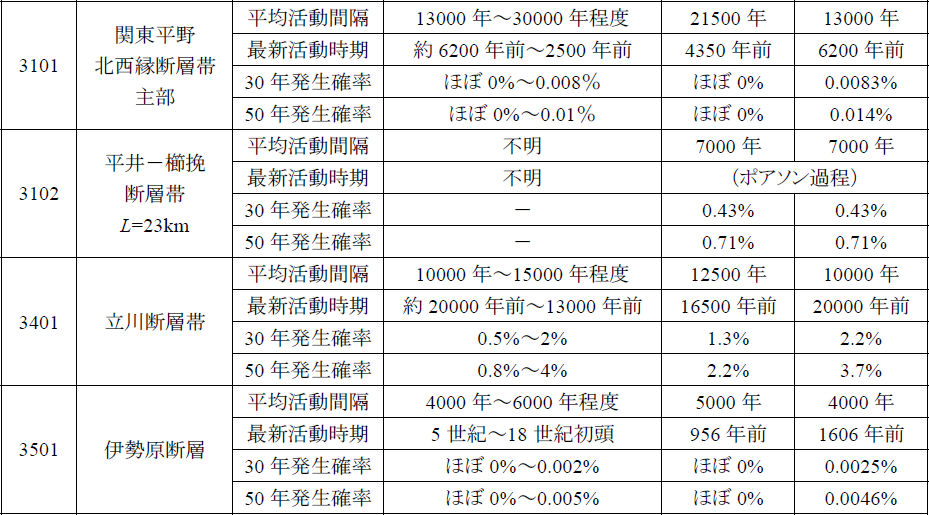 3101
関東平野
北西縁断層帯
主部
平均活動間隔 13000 年～30000 年程度 21500 年 13000 年
最新活動時期 約 6200 年前～2500 年前 4350 年前 6200 年前
30 年発生確率 ほぼ 0%～0.008％ ほぼ 0% 0.0083%
50 年発生確率 ほぼ 0%～0.01％ ほぼ 0% 0.014%
3102
平井－櫛挽
断層帯
L=23km
平均活動間隔 不明 7000 年 7000 年
最新活動時期 不明 （ポアソン過程）
30 年発生確率 － 0.43% 0.43%
50 年発生確率 － 0.71% 0.71%
3401
立川断層帯
平均活動間隔 10000 年～15000 年程度 12500 年 10000 年
最新活動時期 約 20000 年前～13000 年前 16500 年前 20000 年前
30 年発生確率 0.5%～2% 1.3% 2.2%
50 年発生確率 0.8%～4% 2.2% 3.7%
3501
伊勢原断層
平均活動間隔 4000 年～6000 年程度 5000 年 4000 年
最新活動時期 5 世紀～18 世紀初頭 956 年前 1606 年前
30 年発生確率 ほぼ 0%～0.002% ほぼ 0% 0.0025%
50 年発生確率 ほぼ 0%～0.005% ほぼ 0% 0.0046%